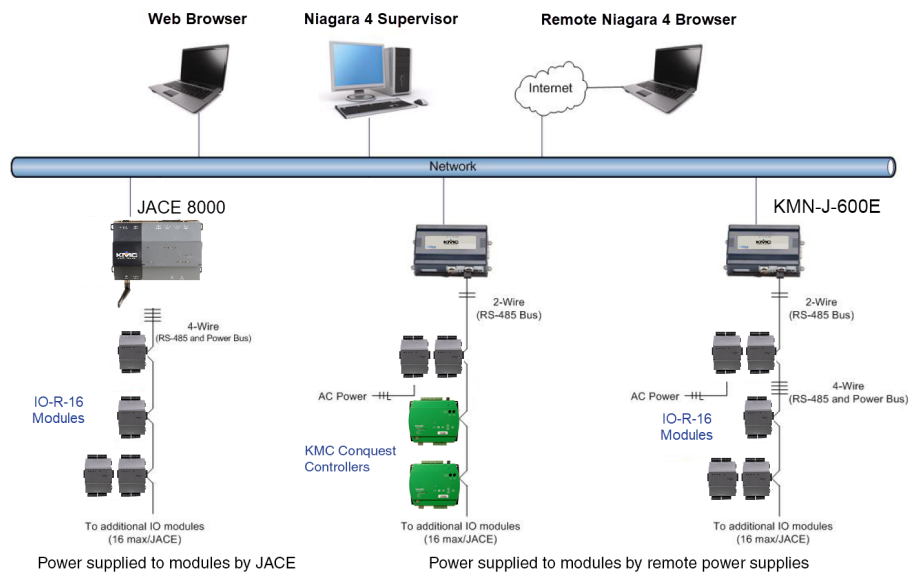 Web Browser
Niagara 4 Supervisor
Remote Niagara 4 Browser
Internet
Network
JACE 8000
KMN-J-600E
KMC
KMC
KMC
4-Wire
(RS-485 and Power Bus)
2-Wire
(RS-485 Bus)
2-Wire
(RS-485 Bus)
IO-R-16
Modules
AC Power
KMC Conquest
Controllers
AC Power
4-Wire
(RS-485 and Power Bus)
IO-R-16
Modules
To additional IO modules
(16 max/JACE)
To additional IO modules
(16 max/JACE)
To additional IO modules
(16 max/JACE)
Power supplied to modules by JACE
Power supplied to modules by remote power supplies